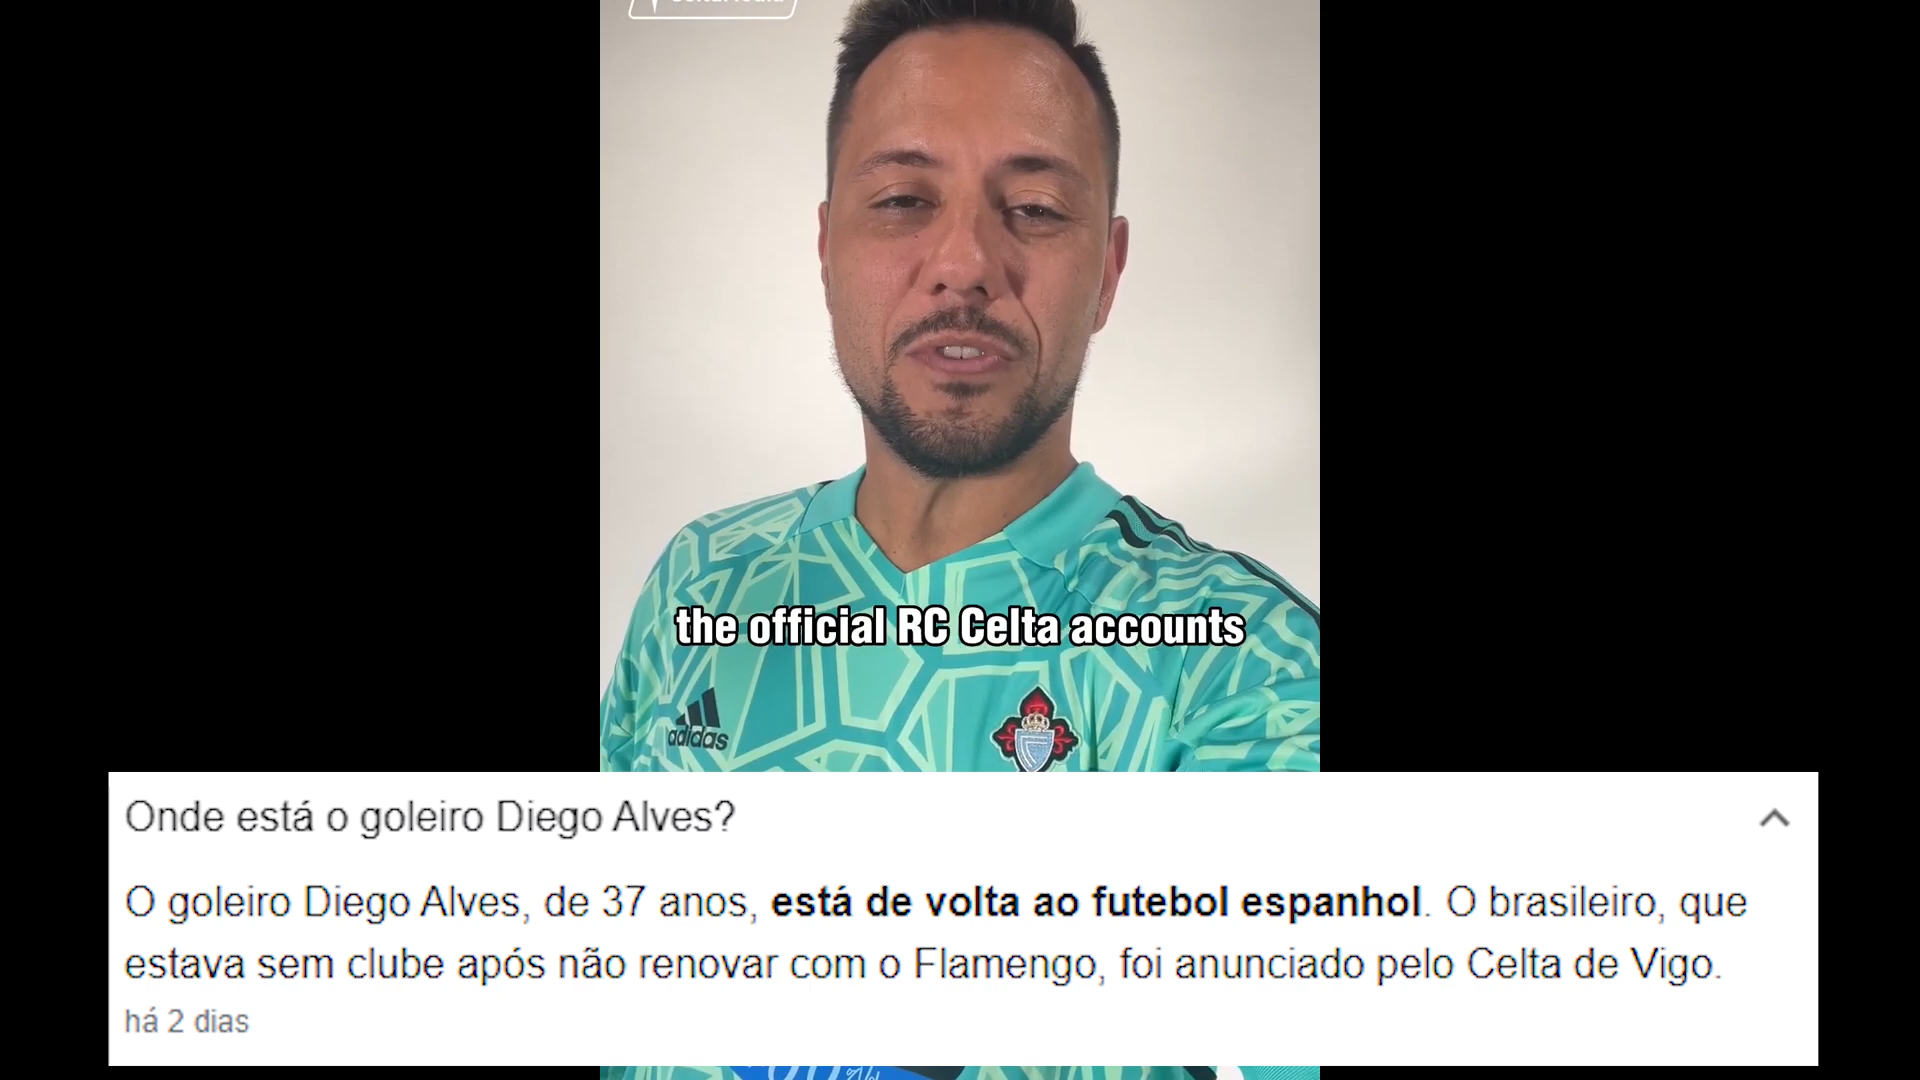 the official RC Celta accounts
adidas
Onde está o goleiro Diego Alves?
O goleiro Diego Alves, de 37 anos, está de volta ao futebol espanhol. O brasileiro, que
estava sem clube após não renovar com o Flamengo, foi anunciado pelo Celta de Vigo.
há 2 dias